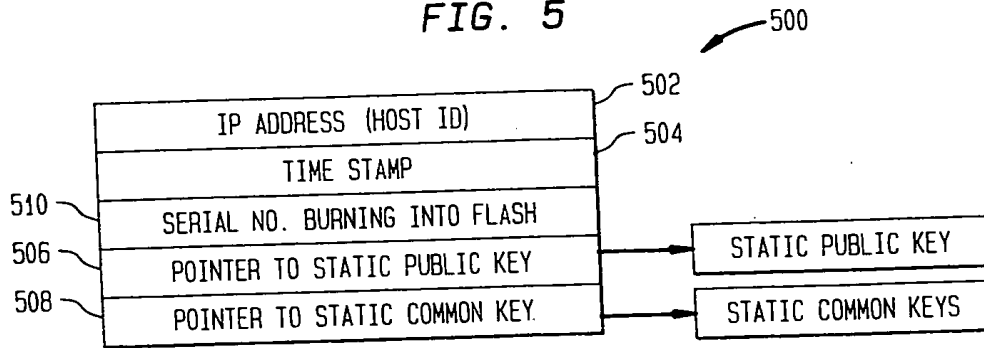 FIG. 5
500
IP ADDRESS (HOST ID)
502
TIME STAMP
504
510
SERIAL NO. BURNING INTO FLASH
506
POINTER TO STATIC PUBLIC KEY
STATIC PUBLIC KEY
508
POINTER TO STATIC COMMON KEY.
STATIC COMMON KEYS